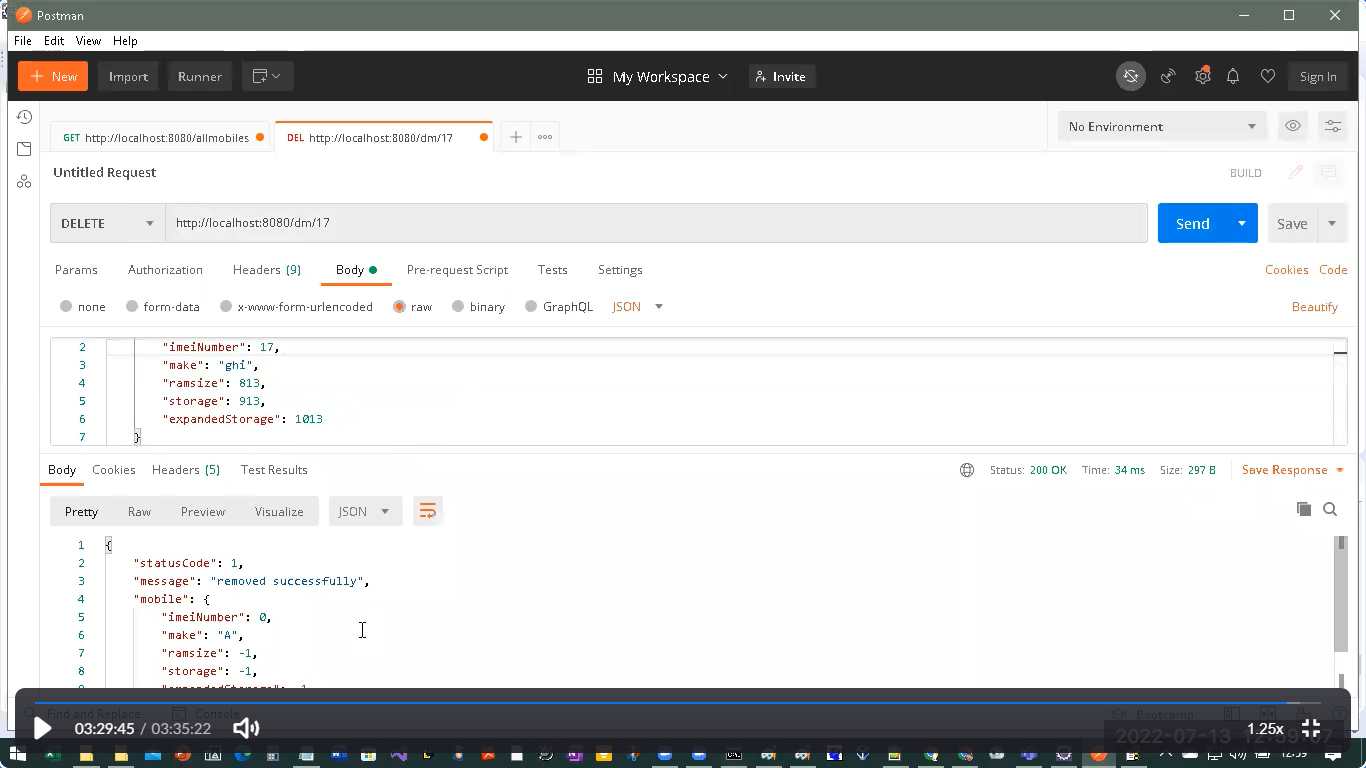 Postman
File Edit View Help
New Import Runner My Workspace Invite Sign In
GET http://localhost:8080/allmobiles DEL http://localhost:8080/dm/17 No Environment
Untitled Request BUILD
DELETE http://localhost:8080/dm/17 Send Save
Params Authorization Headers (9) Body Pre-request Script Tests Settings Cookies Code
none form-data x-www-form-urlencoded raw binary GraphQL JSON Beautify
2 "imeiNumber": 17,
3 "make": "ghi",
4 "ramsize": 813,
5 "storage": 913,
6 "expandedStorage": 1013
7 }
Body Cookies Headers (5) Test Results Status: 200 OK Time: 34 ms Size: 297 B Save Response
Pretty Raw Preview Visualize JSON
1 {
2 "statusCode": 1,
3 "message": "removed successfully",
4 "mobile": {
5 "imeiNumber": 0,
6 "make": "A",
7 "ramsize": -1,
8 "storage": -1,
Find and Replace Console Bootcamp
03:29:45 / 03:35:22 1.25x